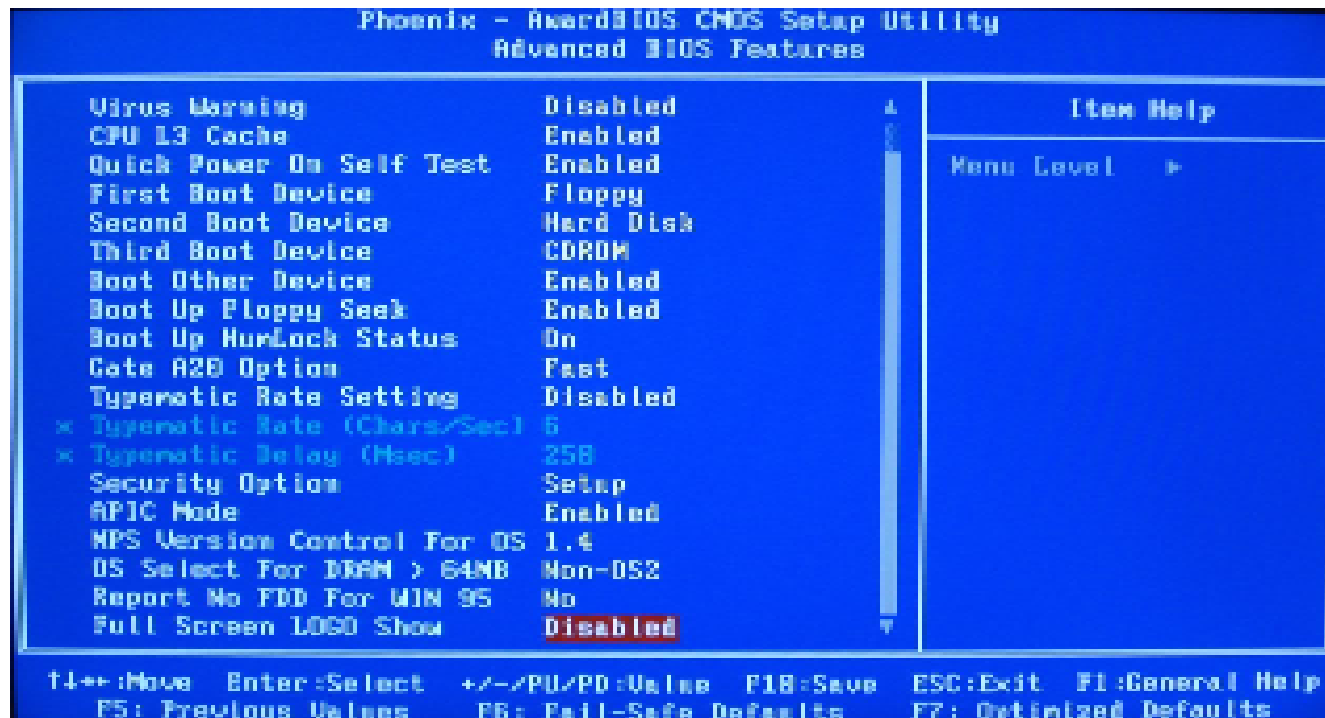 Phoenix - AwardBIOS CMOS Setup Utility
Advanced BIOS Features
Virus Warning Disabled
CPU L3 Cache Enabled
Quick Power On Self Test Enabled
First Boot Device Floppy
Second Boot Device Hard Disk
Third Boot Device CDROM
Boot Other Device Enabled
Boot Up Floppy Seek Enabled
Boot Up NumLock Status On
Gate A20 Option Fast
Typematic Rate Setting Disabled
x Typematic Rate (Chars/Sec) 6
x Typematic Delay (Msec) 250
Security Option Setup
APIC Mode Enabled
MPS Version Control For OS 1.4
OS Select For DRAM > 64MB Non-OS2
Report No FDD For WIN 95 No
Full Screen LOGO Show Disabled
Item Help
Menu Level ►
↑↓→←:Move Enter:Select +/-/PU/PD:Value F10:Save ESC:Exit F1:General Help
F5: Previous Values F6: Fail-Safe Defaults F7: Optimized Defaults